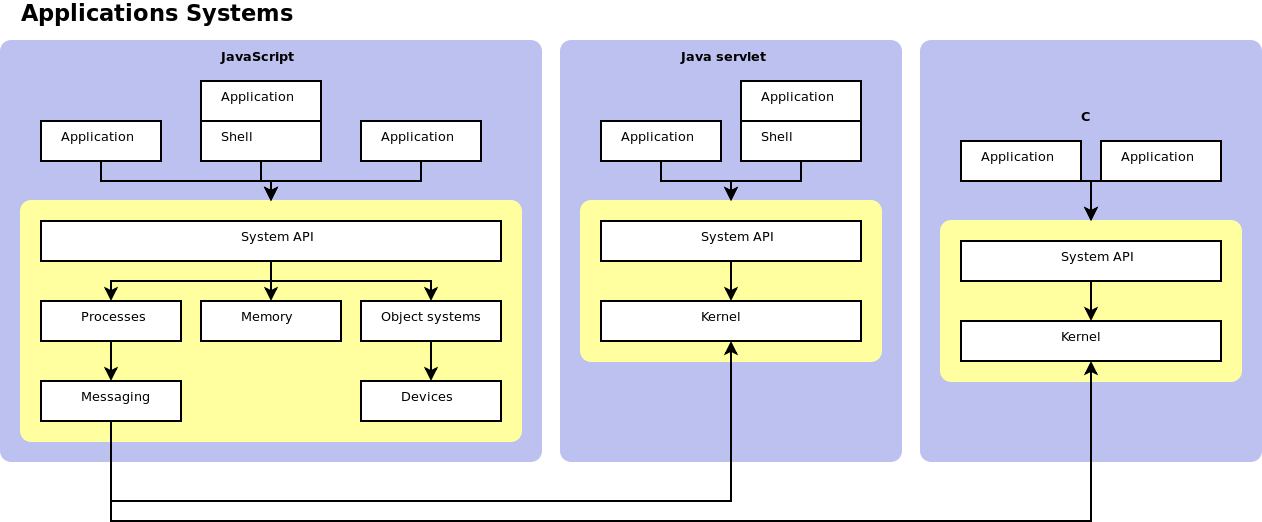 Applications Systems
JavaScript
Application
Application
Shell
Application
System API
Processes
Memory
Object systems
Messaging
Devices
Java servlet
Application
Application
Shell
System API
Kernel
C
Application
Application
System API
Kernel